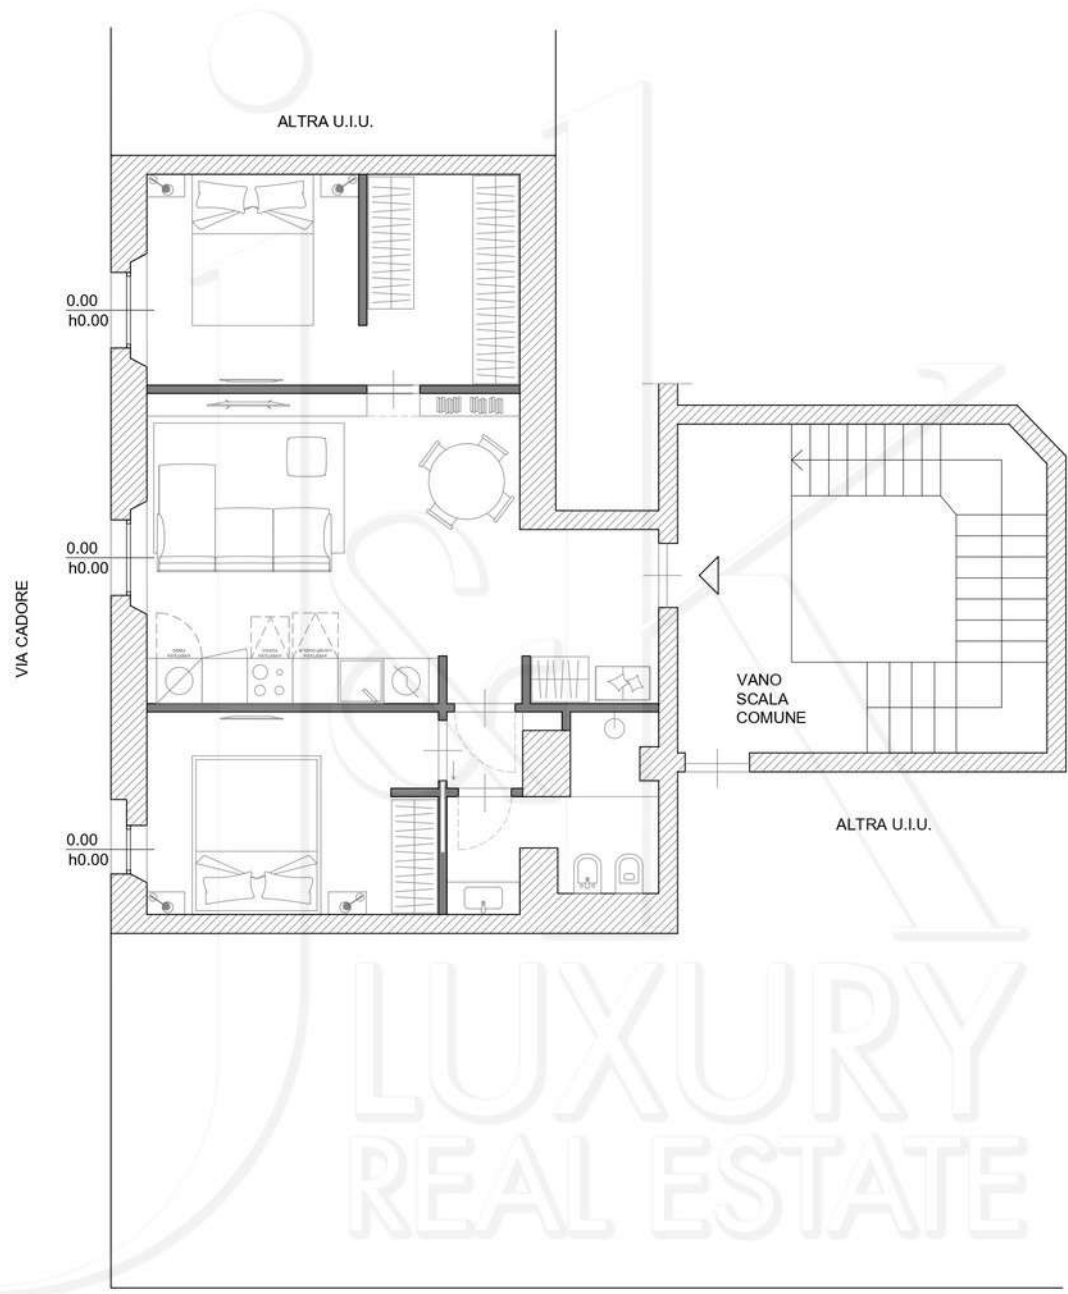 ALTRA U.I.U.
0.00
h0.00
0.00
h0.00
VIA CADORE
VANO
SCALA
COMUNE
0.00
h0.00
ALTRA U.I.U.
LUXURY
REAL ESTATE